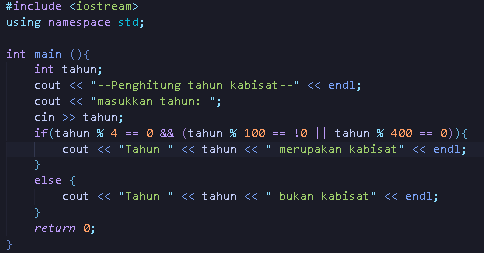 #include <iostream>
using namespace std;

int main (){
    int tahun;
    cout << "--Penghitung tahun kabisat--" << endl;
    cout << "masukkan tahun: ";
    cin >> tahun;
    if(tahun % 4 == 0 && (tahun % 100 == !0 || tahun % 400 == 0)){
        cout << "Tahun " << tahun << " merupakan kabisat" << endl;
    }
    else {
        cout << "Tahun " << tahun << " bukan kabisat" << endl;
    }
    return 0;
}